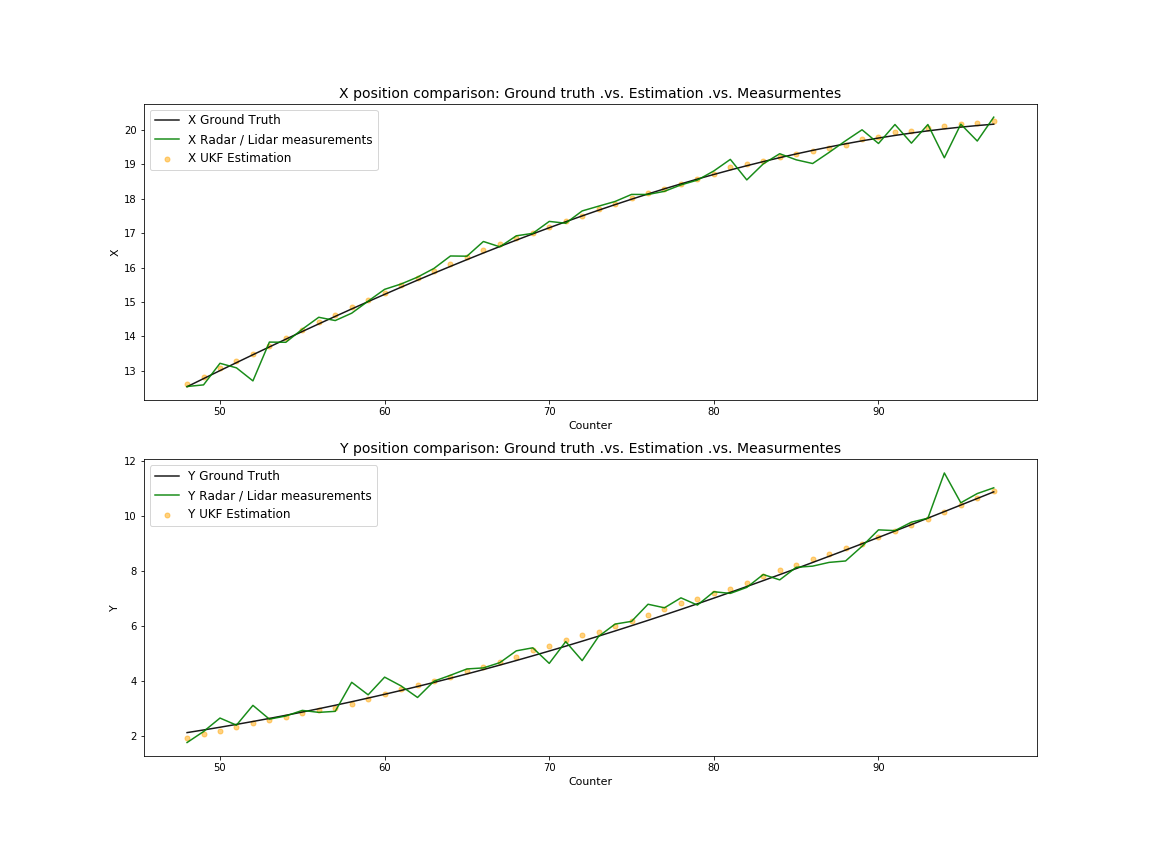 X position comparison: Ground truth .vs. Estimation .vs. Measurmentes
X Ground Truth
X Radar / Lidar measurements
X UKF Estimation
20
19
18
17
16
15
14
13
X
50 60 70 80 90
Counter
Y position comparison: Ground truth .vs. Estimation .vs. Measurmentes
Y Ground Truth
Y Radar / Lidar measurements
Y UKF Estimation
12
10
8
6
4
2
Y
50 60 70 80 90
Counter